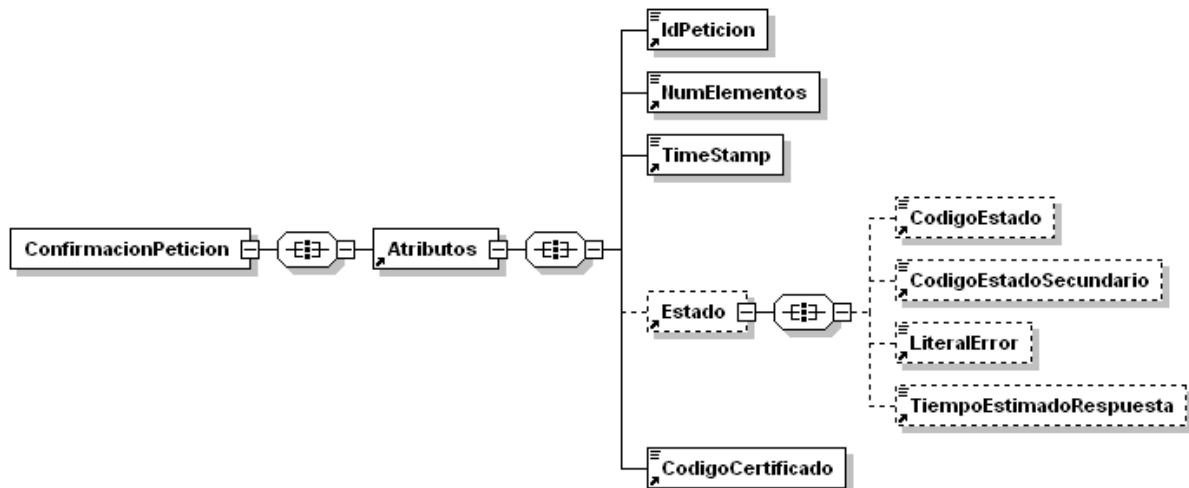 IdPeticion
NumElementos
TimeStamp
ConfirmacionPeticion
Atributos
Estado
CodigoEstado
CodigoEstadoSecundario
LiteralError
TiempoEstimadoRespuesta
CodigoCertificado